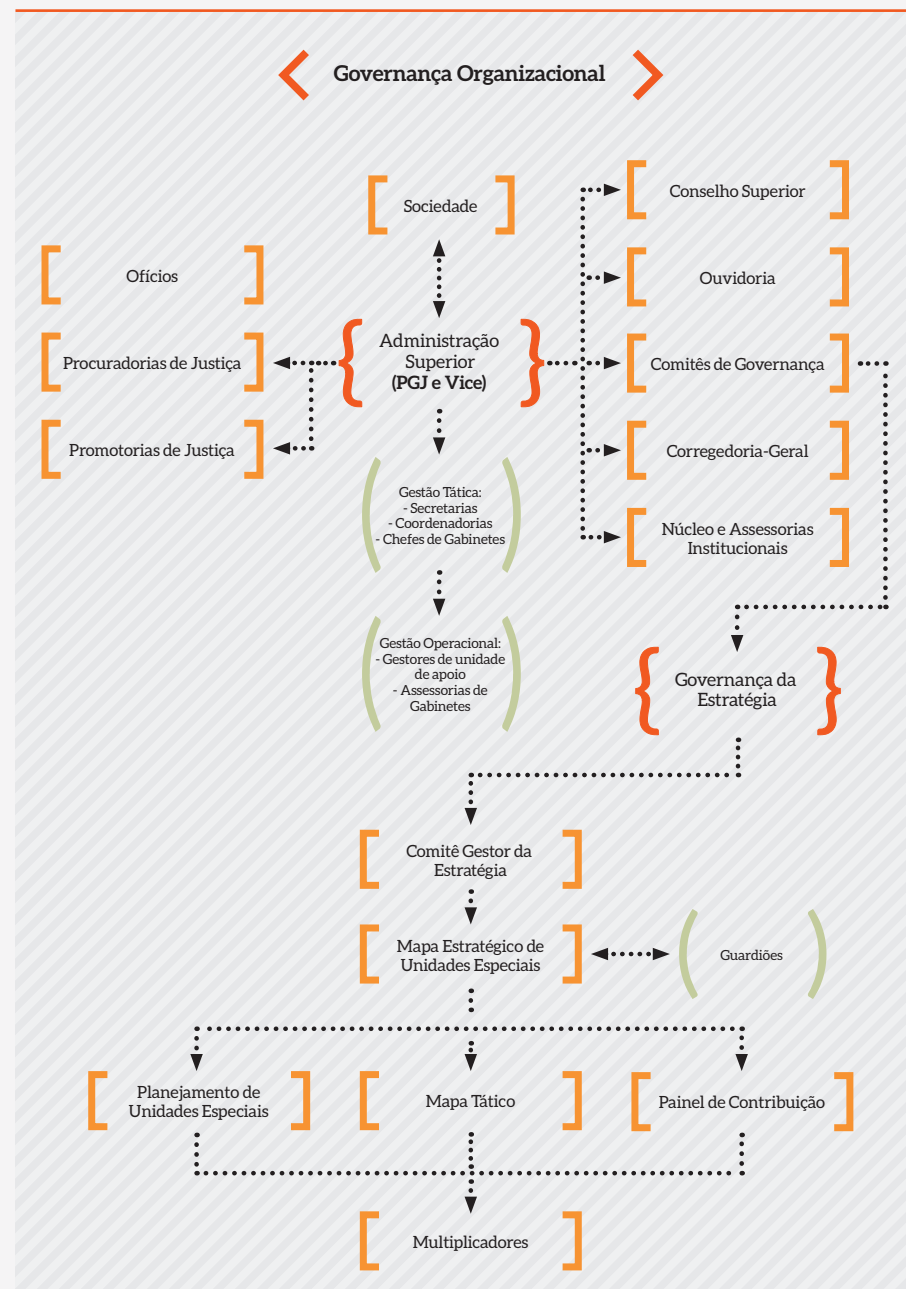 Governança Organizacional
Sociedade
Conselho Superior
Ofícios
Ouvidoria
Administração
Superior
(PGJ e Vice)
Procuradorias de Justiça
Comitês de Governança
Promotorias de Justiça
Corregedoria-Geral
Gestão Tática:
- Secretarias
- Coordenadorias
- Chefes de Gabinetes
Núcleo e Assessorias
Institucionais
Gestão Operacional:
- Gestores de unidade
de apoio
- Assessorias de
Gabinetes
Governança da
Estratégia
Comitê Gestor da
Estratégia
Mapa Estratégico de
Unidades Especiais
Guardiões
Planejamento de
Unidades Especiais
Mapa Tático
Painel de Contribuição
Multiplicadores